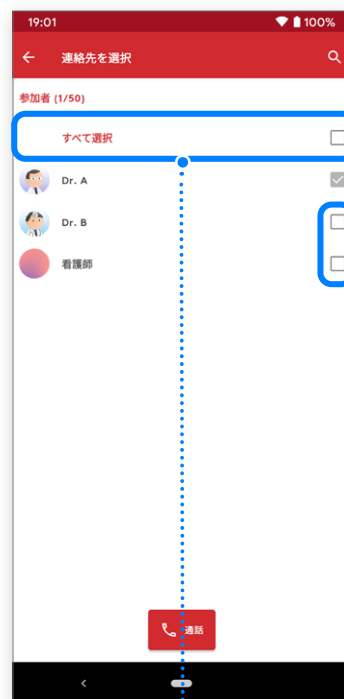 19:01 100%
連絡先を選択
参加者 (1/50)
すべて選択
Dr. A
Dr. B
看護師
通話